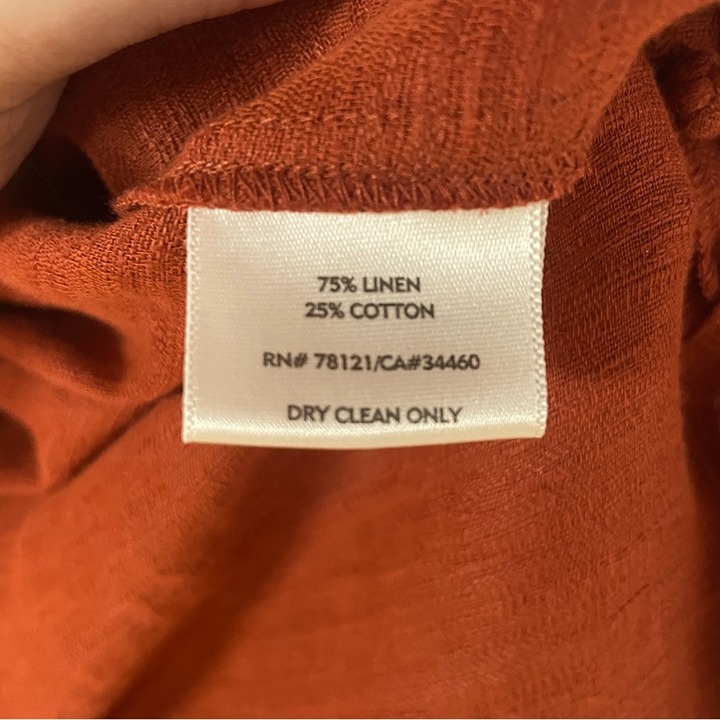 75% LINEN
25% COTTON
RN# 78121/CA#34460
DRY CLEAN ONLY